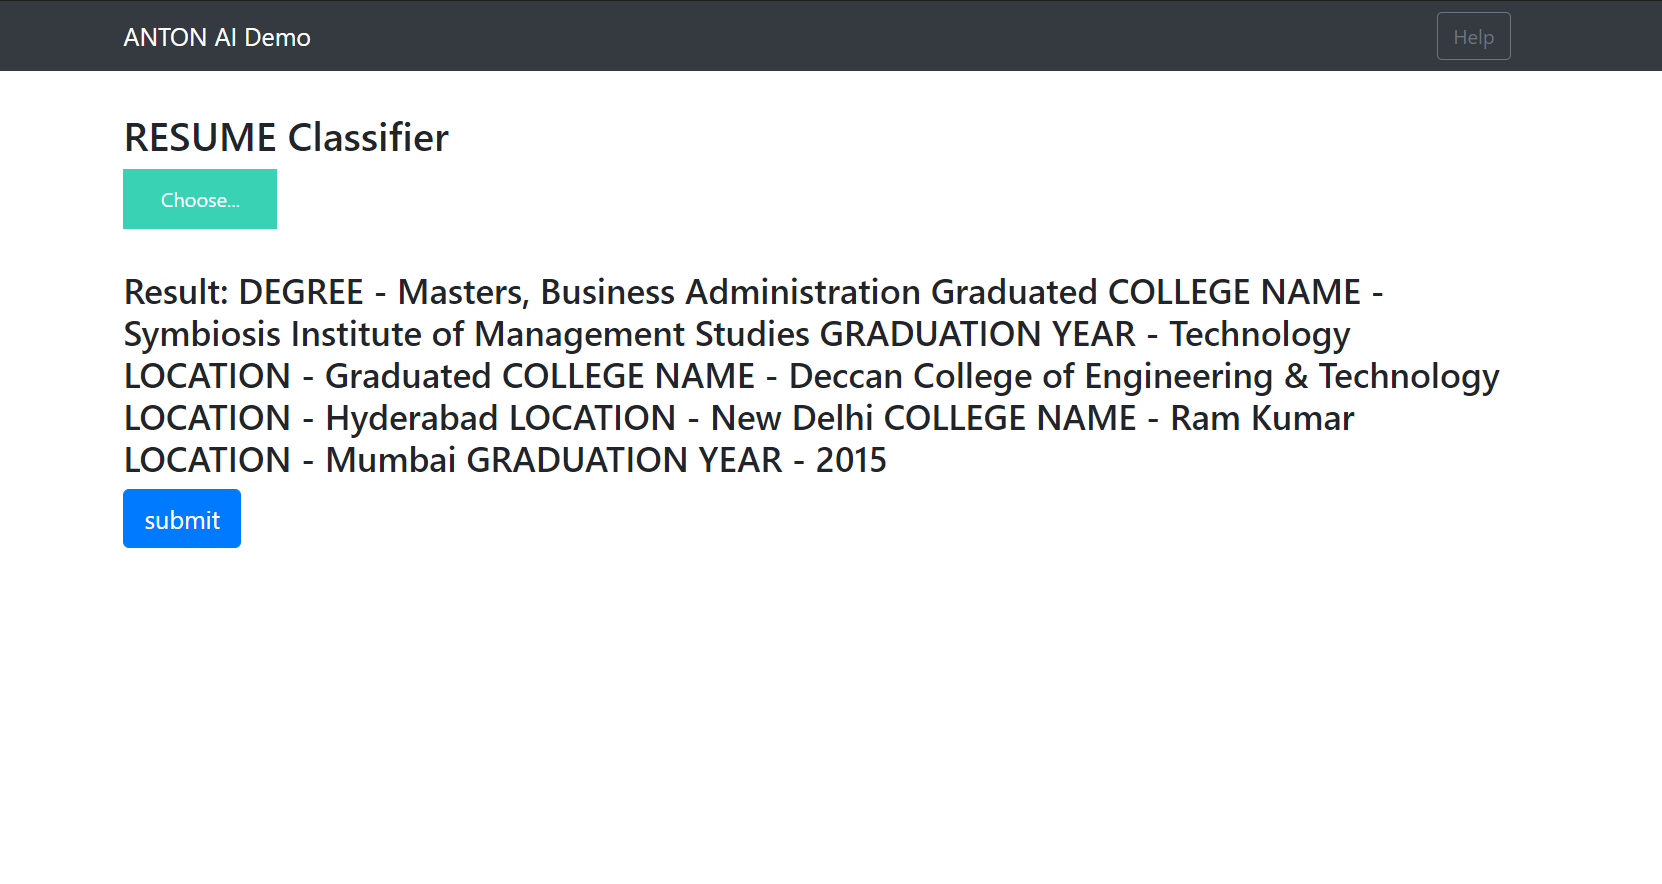 ANTON AI Demo
Help
RESUME Classifier
Choose...
Result: DEGREE - Masters, Business Administration Graduated COLLEGE NAME -
Symbiosis Institute of Management Studies GRADUATION YEAR - Technology
LOCATION - Graduated COLLEGE NAME - Deccan College of Engineering & Technology
LOCATION - Hyderabad LOCATION - New Delhi COLLEGE NAME - Ram Kumar
LOCATION - Mumbai GRADUATION YEAR - 2015
submit